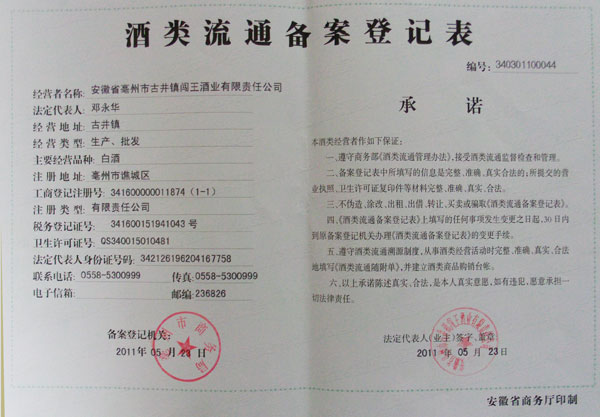 酒类流通备案登记表
编号: 340301100044
经营者名称: 安徽省亳州市古井镇闯王酒业有限责任公司
法定代表人: 邓永华
经营地址: 古井镇
经营类型: 生产、批发
主要经营品种: 白酒
注册地址: 亳州市谯城区
工商登记注册号: 341600000011874 (1-1)
注册类型: 有限责任公司
税务登记证号: 341600151941043 号
卫生许可证号: QS340015010481
法定代表人身份证号码: 342126196204167758
联系电话: 0558-5300999 传真: 0558-5300999
电子信箱: 邮编: 236826
备案登记机关:
2011年 05月 23日
州市商务局
承诺
本酒类经营者作如下保证:
一、遵守商务部《酒类流通管理办法》,接受酒类流通监督检查和管理。
二、备案登记表中所填写的信息是完整、准确、真实合法的;所提交的营
业执照、卫生许可证复印件等材料完整、准确、真实、合法。
三、不伪造、涂改、出租、出借、转让、买卖或骗取《酒类流通备案登记表》。
四、《酒类流通备案登记表》上填写的任何事项发生变更之日起,30日内
到原备案登记机关办理《酒类流通备案登记表》的变更手续。
五、遵守酒类流通溯源制度,从事酒类经营活动时完整、准确、真实、合法
地填写《酒类流通随附单》,并建立酒类商品购销台帐。
六、以上承诺陈述真实、合法,是本人真实意愿,如有违犯,愿意承担一
切法律责任。
法定代表人(业主)签字、盖章
2011年 05月 23日
安徽省商务厅印制